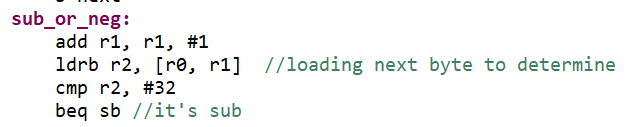 sub_or_neg:
add r1, r1, #1
ldrb r2, [r0, r1]  //loading next byte to determine
cmp r2, #32
beq sb //it's sub